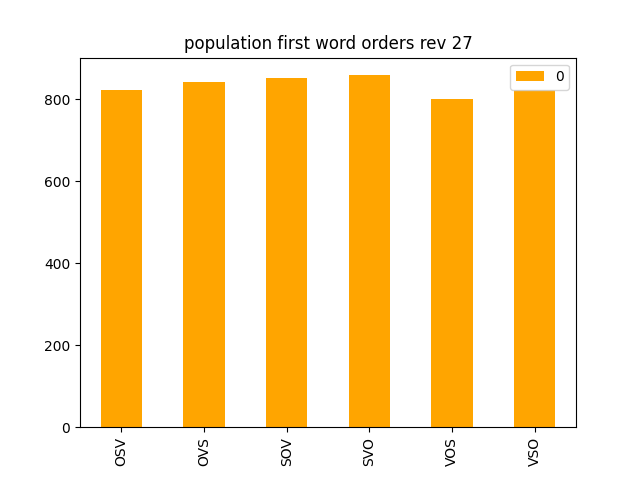 population first word orders rev 27
0
800
600
400
200
0
OSV
OVS
SOV
SVO
VOS
VSO